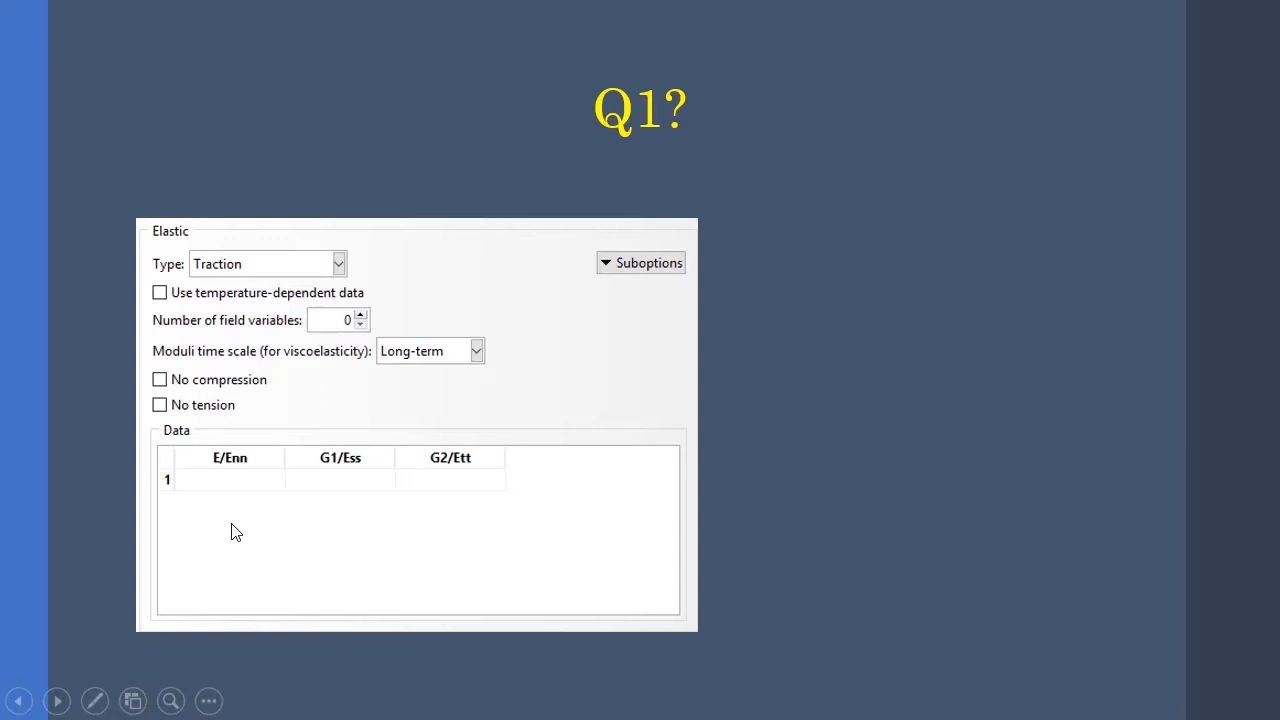 Q1?
Elastic
Type: Traction
Suboptions
Use temperature-dependent data
Number of field variables: 0
Moduli time scale (for viscoelasticity): Long-term
No compression
No tension
Data
E/Enn G1/Ess G2/Ett
1